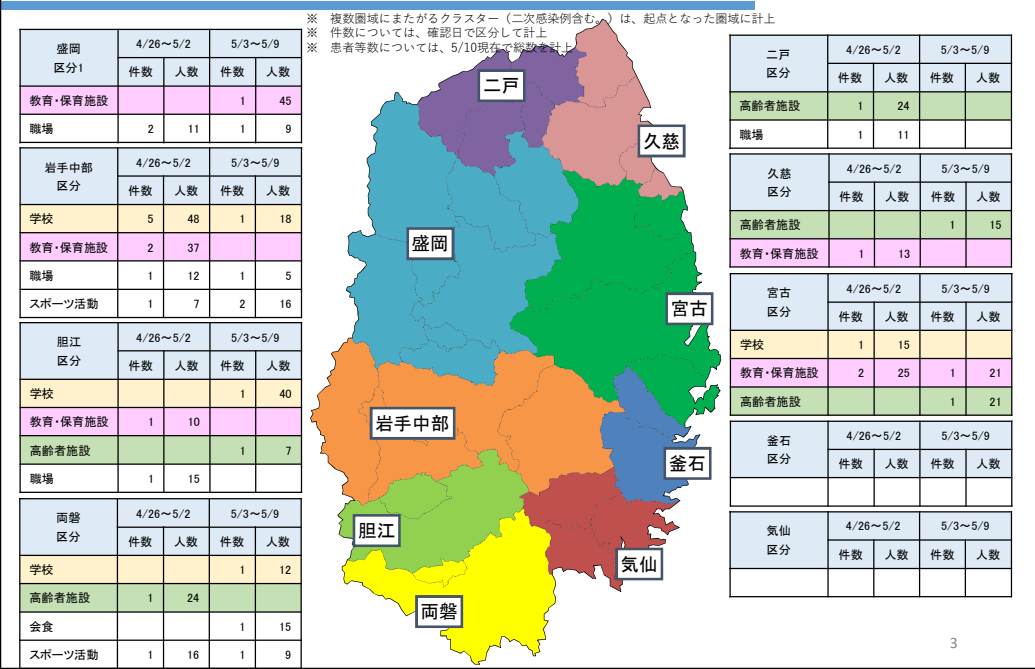 ※　複数圏域にまたがるクラスター（二次感染例含む。）は、起点となった圏域に計上
※　件数については、確認日で区分して計上
※　患者等数については、5/10現在で総数を計上
盛岡 4/26～5/2 5/3～5/9
区分1 件数 人数 件数 人数
教育・保育施設 1 45
職場 2 11 1 9
岩手中部 4/26～5/2 5/3～5/9
区分 件数 人数 件数 人数
学校 5 48 1 18
教育・保育施設 2 37
職場 1 12 1 5
スポーツ活動 1 7 2 16
胆江 4/26～5/2 5/3～5/9
区分 件数 人数 件数 人数
学校 1 40
教育・保育施設 1 10
高齢者施設 1 7
職場 1 15
両磐 4/26～5/2 5/3～5/9
区分 件数 人数 件数 人数
学校 1 12
高齢者施設 1 24
会食 1 15
スポーツ活動 1 16 1 9
二戸
久慈
盛岡
宮古
岩手中部
釜石
胆江
気仙
両磐
二戸 4/26～5/2 5/3～5/9
区分 件数 人数 件数 人数
高齢者施設 1 24
職場 1 11
久慈 4/26～5/2 5/3～5/9
区分 件数 人数 件数 人数
高齢者施設 1 15
教育・保育施設 1 13
宮古 4/26～5/2 5/3～5/9
区分 件数 人数 件数 人数
学校 1 15
教育・保育施設 2 25 1 21
高齢者施設 1 21
釜石 4/26～5/2 5/3～5/9
区分 件数 人数 件数 人数
気仙 4/26～5/2 5/3～5/9
区分 件数 人数 件数 人数
3